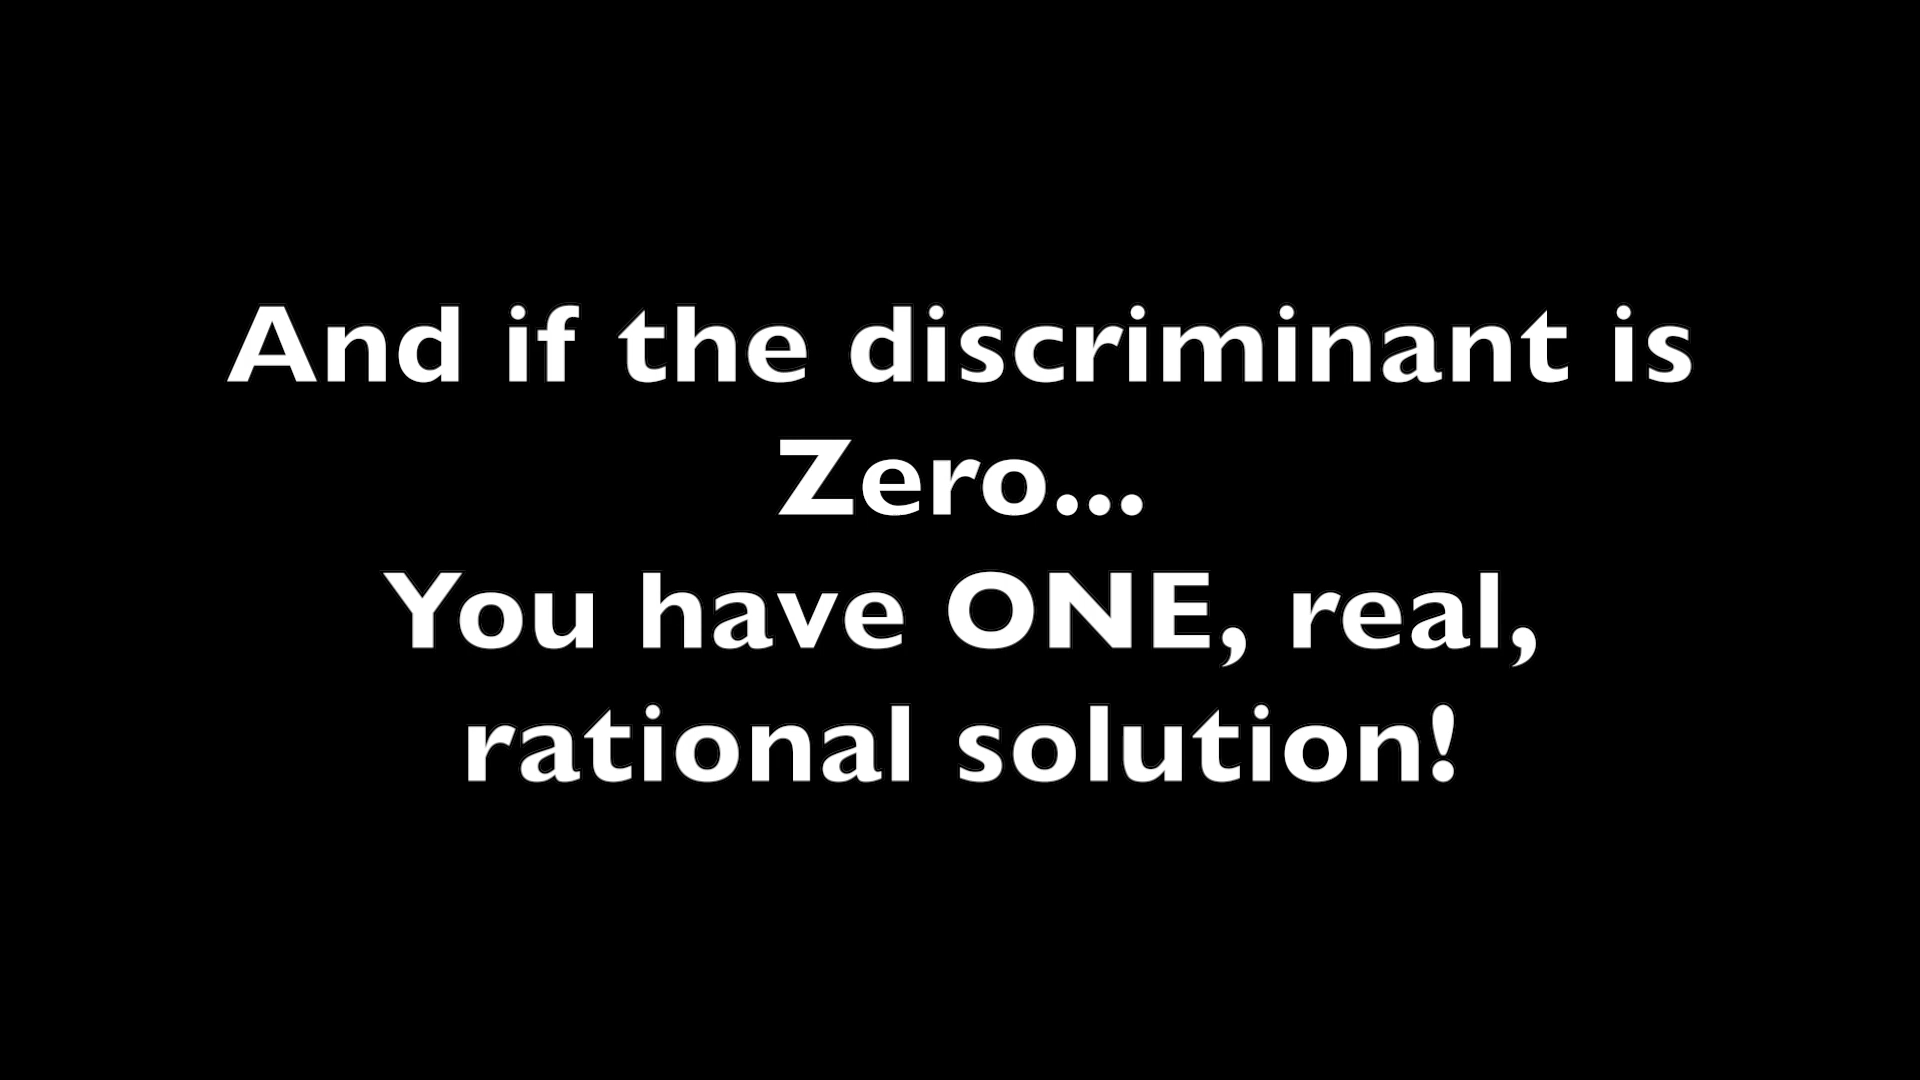 And if the discriminant is
Zero...
You have ONE, real,
rational solution!